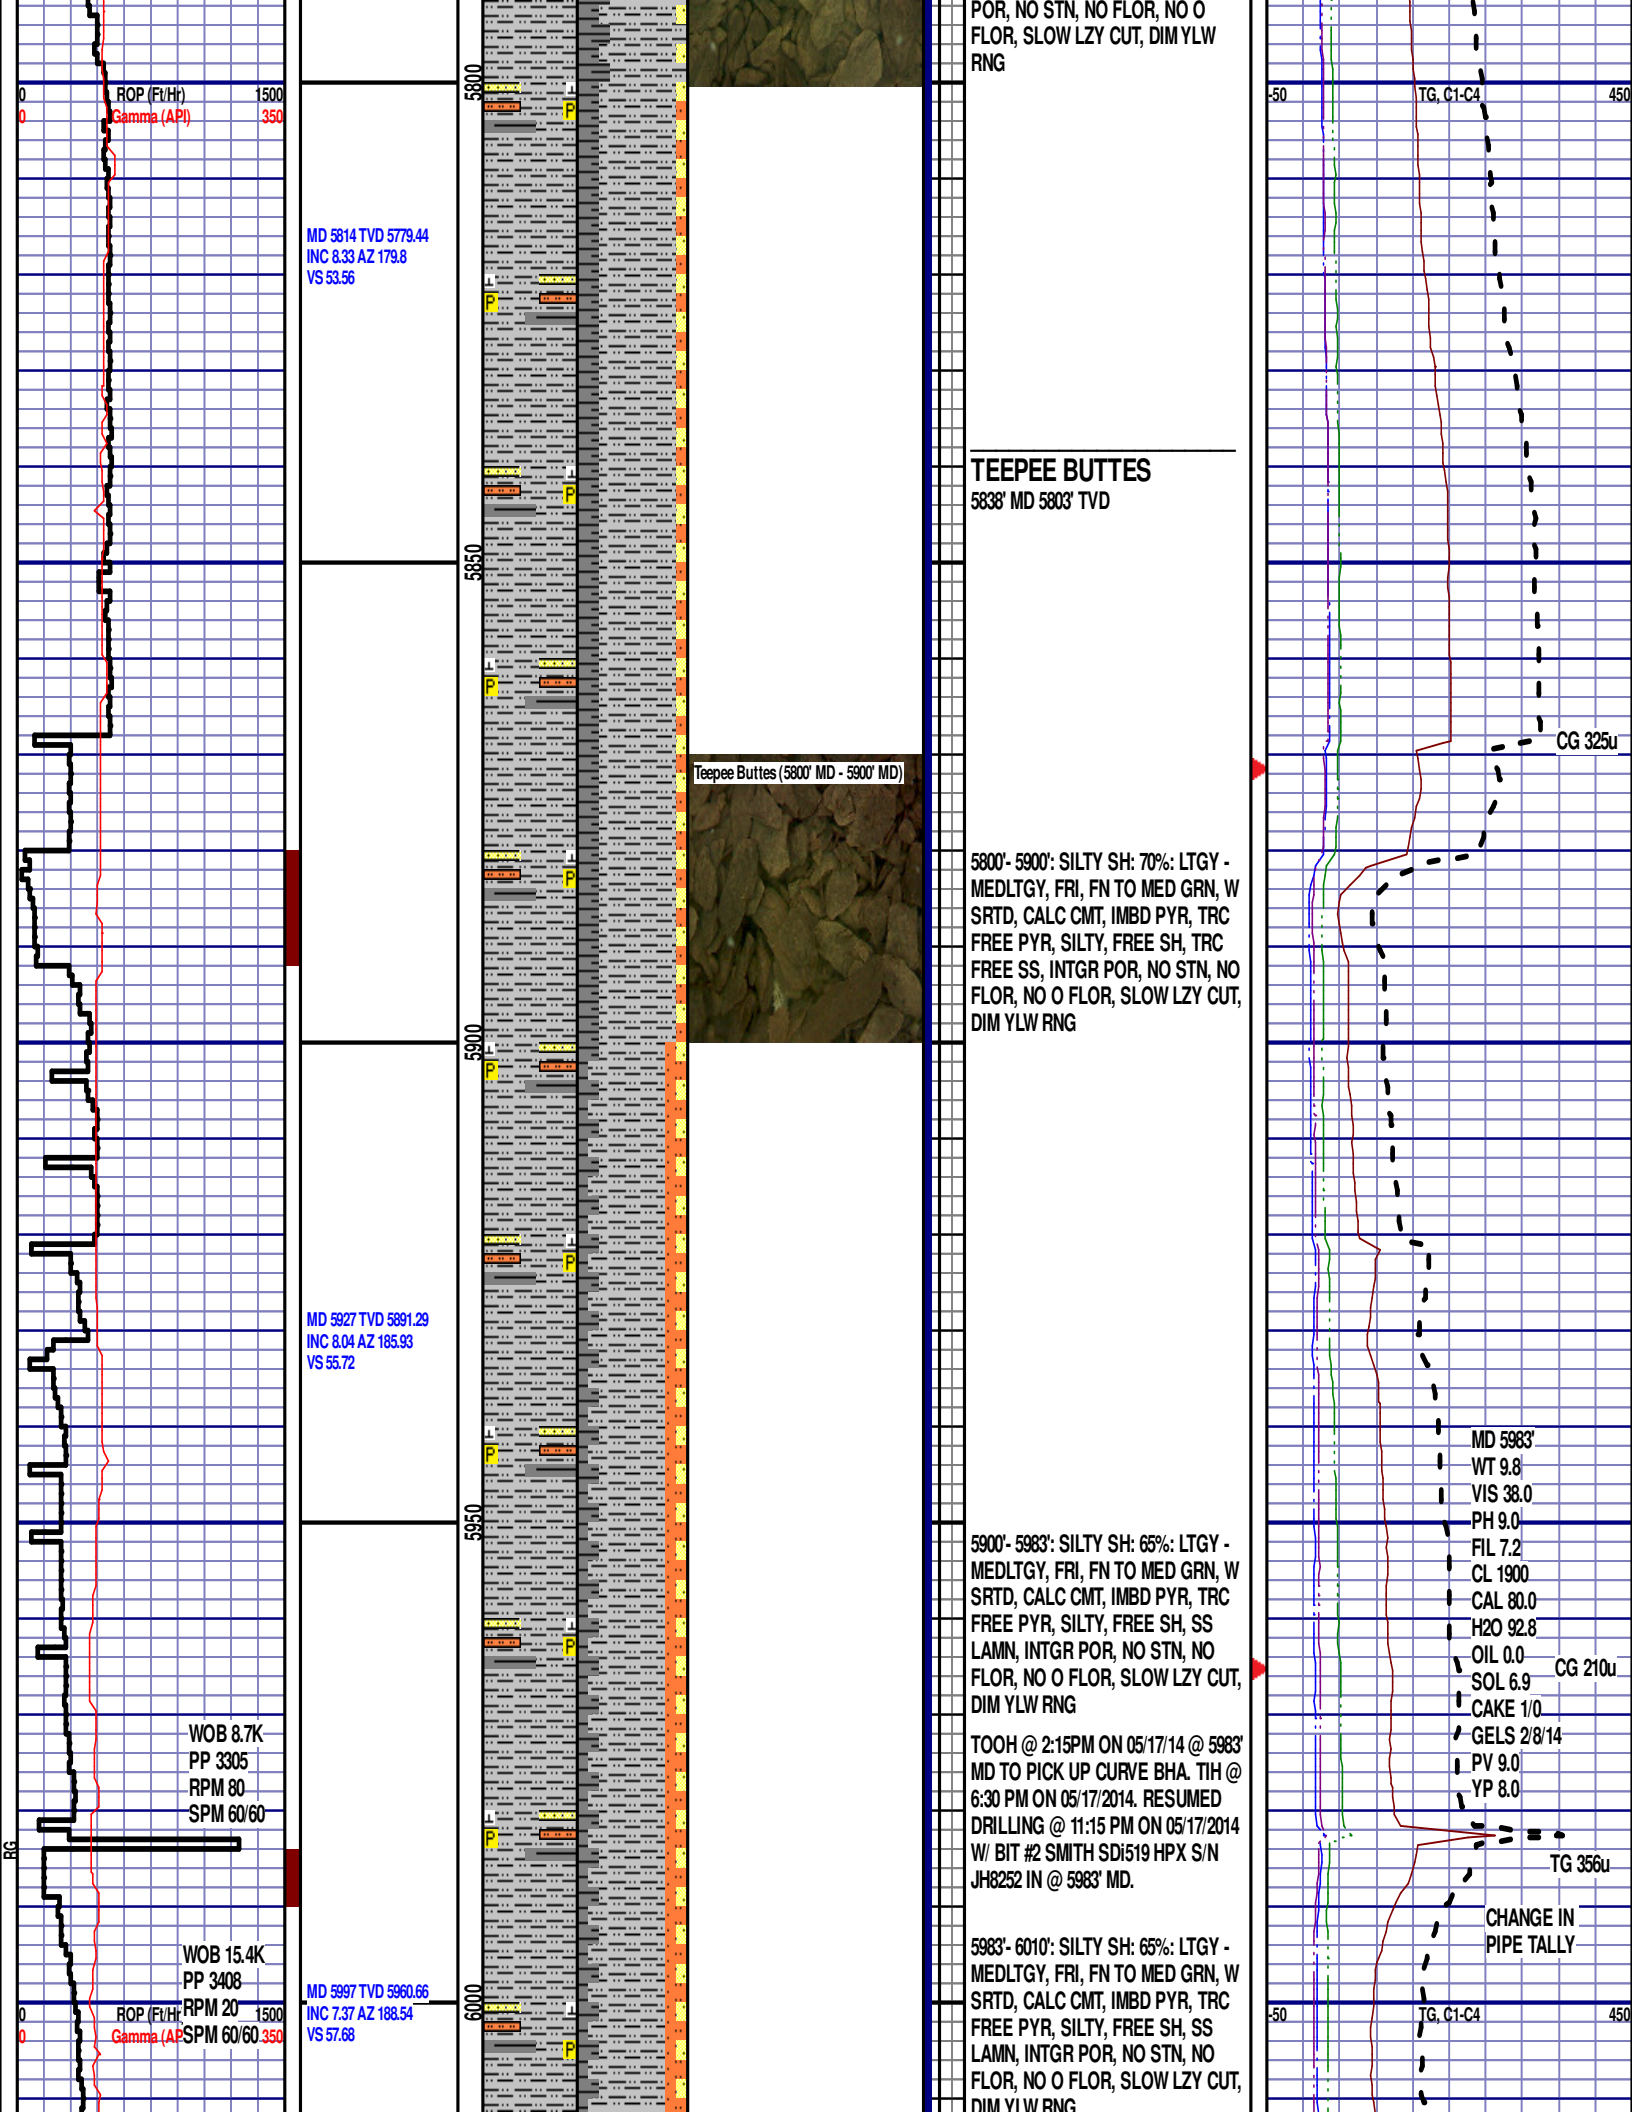 POR, NO STN, NO FLOR, NO O
FLOR, SLOW LZY CUT, DIM YLW
RNG
0 ROP (Ft/Hr) 1500
0 Gamma (API) 350
5800
-50 TG, C1-C4 450
MD 5814 TVD 5779.44
INC 8.33 AZ 179.8
VS 53.56
TEEPEE BUTTES
5838' MD 5803' TVD
5850
CG 325u
Teepee Buttes (5800' MD - 5900' MD)
5800'- 5900': SILTY SH: 70%: LTGY -
MEDLTGY, FRI, FN TO MED GRN, W
SRTD, CALC CMT, IMBD PYR, TRC
FREE PYR, SILTY, FREE SH, TRC
FREE SS, INTGR POR, NO STN, NO
FLOR, NO O FLOR, SLOW LZY CUT,
DIM YLW RNG
5900
MD 5927 TVD 5891.29
INC 8.04 AZ 185.93
VS 55.72
5950
MD 5983'
WT 9.8
VIS 38.0
PH 9.0
FIL 7.2
CL 1900
CAL 80.0
H2O 92.8
OIL 0.0
SOL 6.9
CAKE 1/0
GELS 2/8/14
PV 9.0
YP 8.0
CG 210u
5900'- 5983': SILTY SH: 65%: LTGY -
MEDLTGY, FRI, FN TO MED GRN, W
SRTD, CALC CMT, IMBD PYR, TRC
FREE PYR, SILTY, FREE SH, SS
LAMN, INTGR POR, NO STN, NO
FLOR, NO O FLOR, SLOW LZY CUT,
DIM YLW RNG
TOOH @ 2:15PM ON 05/17/14 @ 5983'
MD TO PICK UP CURVE BHA. TIH @
6:30 PM ON 05/17/2014. RESUMED
DRILLING @ 11:15 PM ON 05/17/2014
W/ BIT #2 SMITH SDi519 HPX S/N
JH8252 IN @ 5983' MD.
WOB 8.7K
PP 3305
RPM 80
SPM 60/60
RG
TG 356u
CHANGE IN
PIPE TALLY
WOB 15.4K
PP 3408
RPM 20
SPM 60/60
MD 5997 TVD 5960.66
INC 7.37 AZ 188.54
VS 57.68
6000
0 ROP (Ft/Hr 1500
0 Gamma (AP 350
-50 TG, C1-C4 450
5983'- 6010': SILTY SH: 65%: LTGY -
MEDLTGY, FRI, FN TO MED GRN, W
SRTD, CALC CMT, IMBD PYR, TRC
FREE PYR, SILTY, FREE SH, SS
LAMN, INTGR POR, NO STN, NO
FLOR, NO O FLOR, SLOW LZY CUT,
DIM YLW RNG